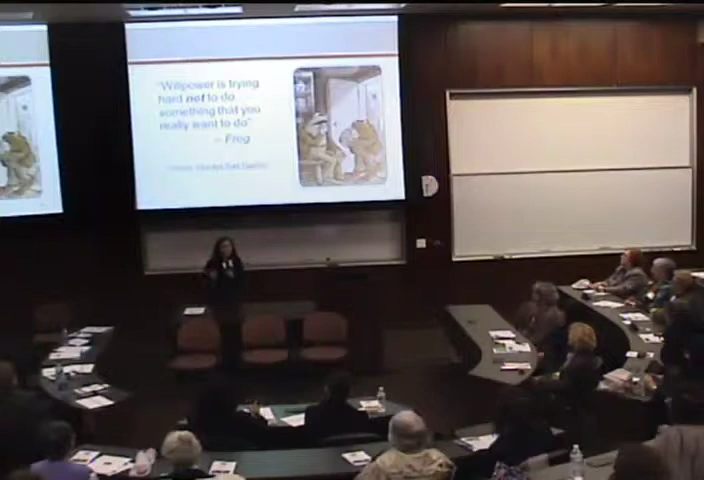 "Willpower is trying
hard not to do
something that you
really want to do"
– Frog